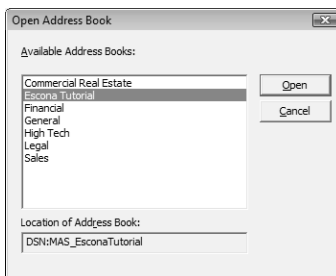 Open Address Book
Available Address Books:
Commercial Real Estate
Escona Tutorial
Financial
General
High Tech
Legal
Sales
Open
Cancel
Location of Address Book:
DSN:MAS_EsconaTutorial